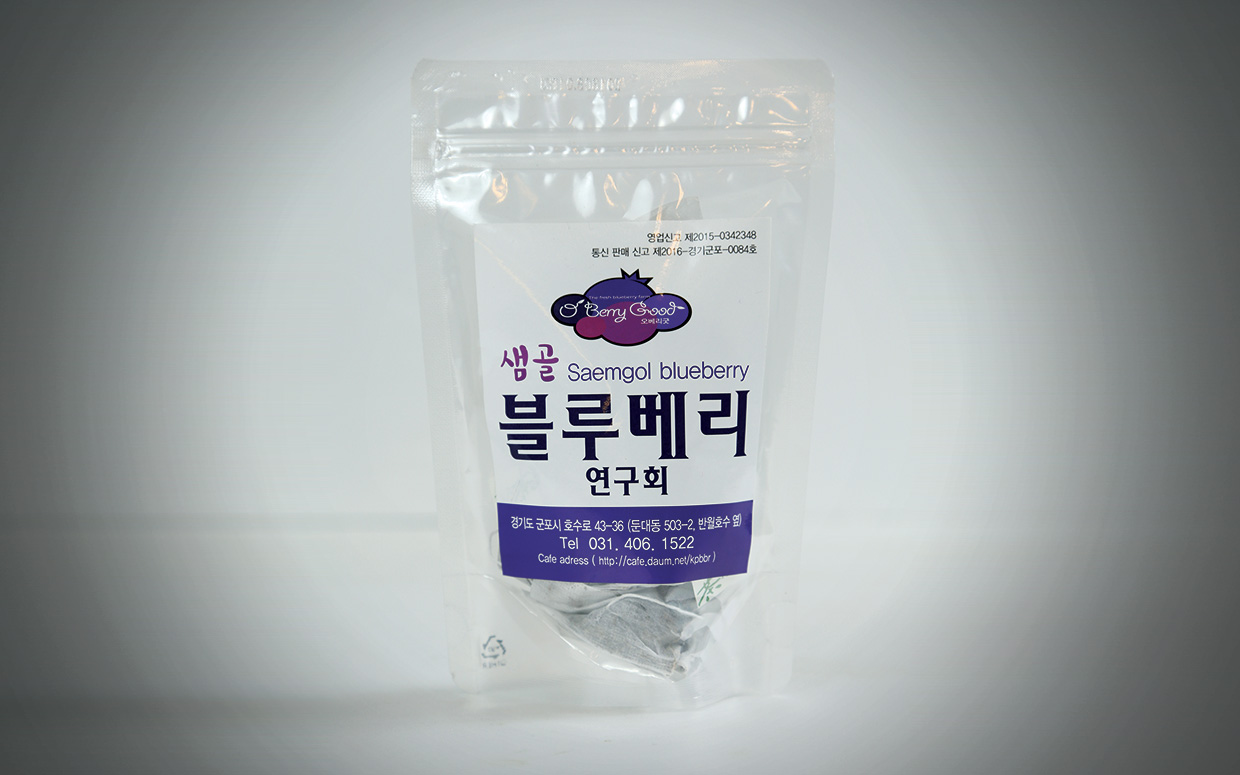 영업신고 제2015-0342348
통신 판매 신고 제2016-경기군포-0084호
The fresh blueberry farm
O' Berry Good
오베리굿
샘골 Saemgol blueberry
블루베리
연구회
경기도 군포시 호수로 43-36 (둔대동 503-2, 반월호수 옆)
Tel 031. 406. 1522
Cafe adress ( http://cafe.daum.net/kpbbr )